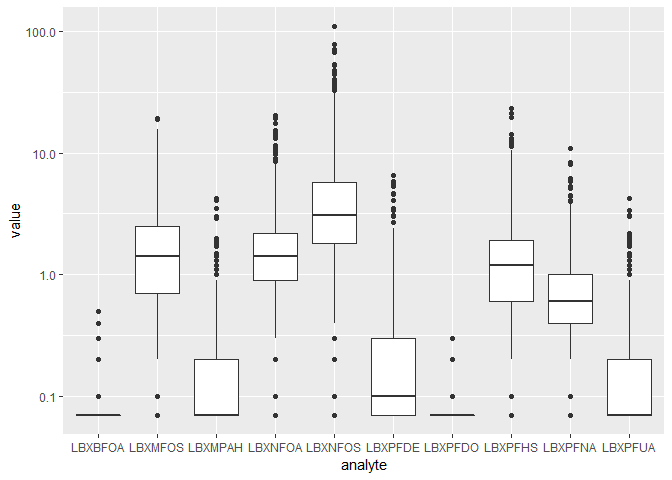 100.0
10.0
1.0
0.1
value
LBXBFOA LBXMFOS LBXMPAH LBXNFOA LBXNFOS LBXPFDE LBXPFDO LBXPFHS LBXPFNA LBXPFUA
analyte